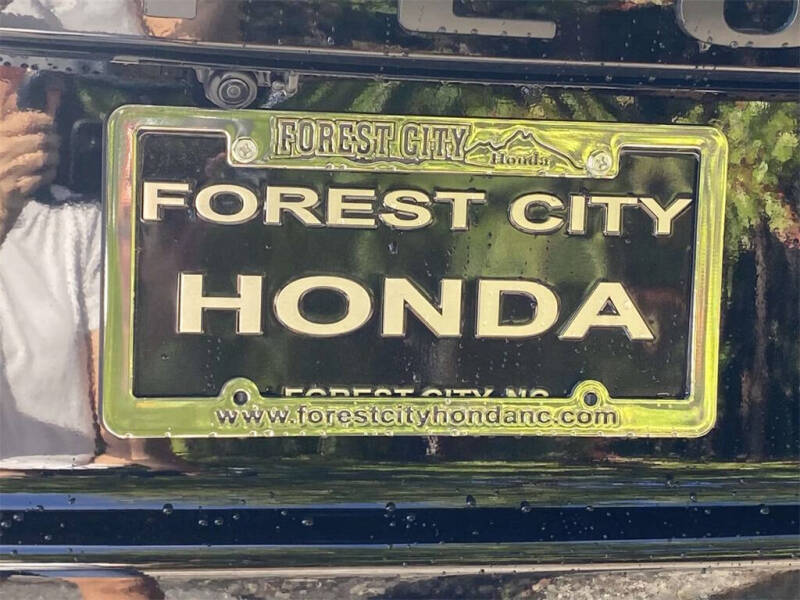 FOREST CITY
Honda
FOREST CITY
HONDA
FOREST CITY, NC
www.forestcityhondanc.com